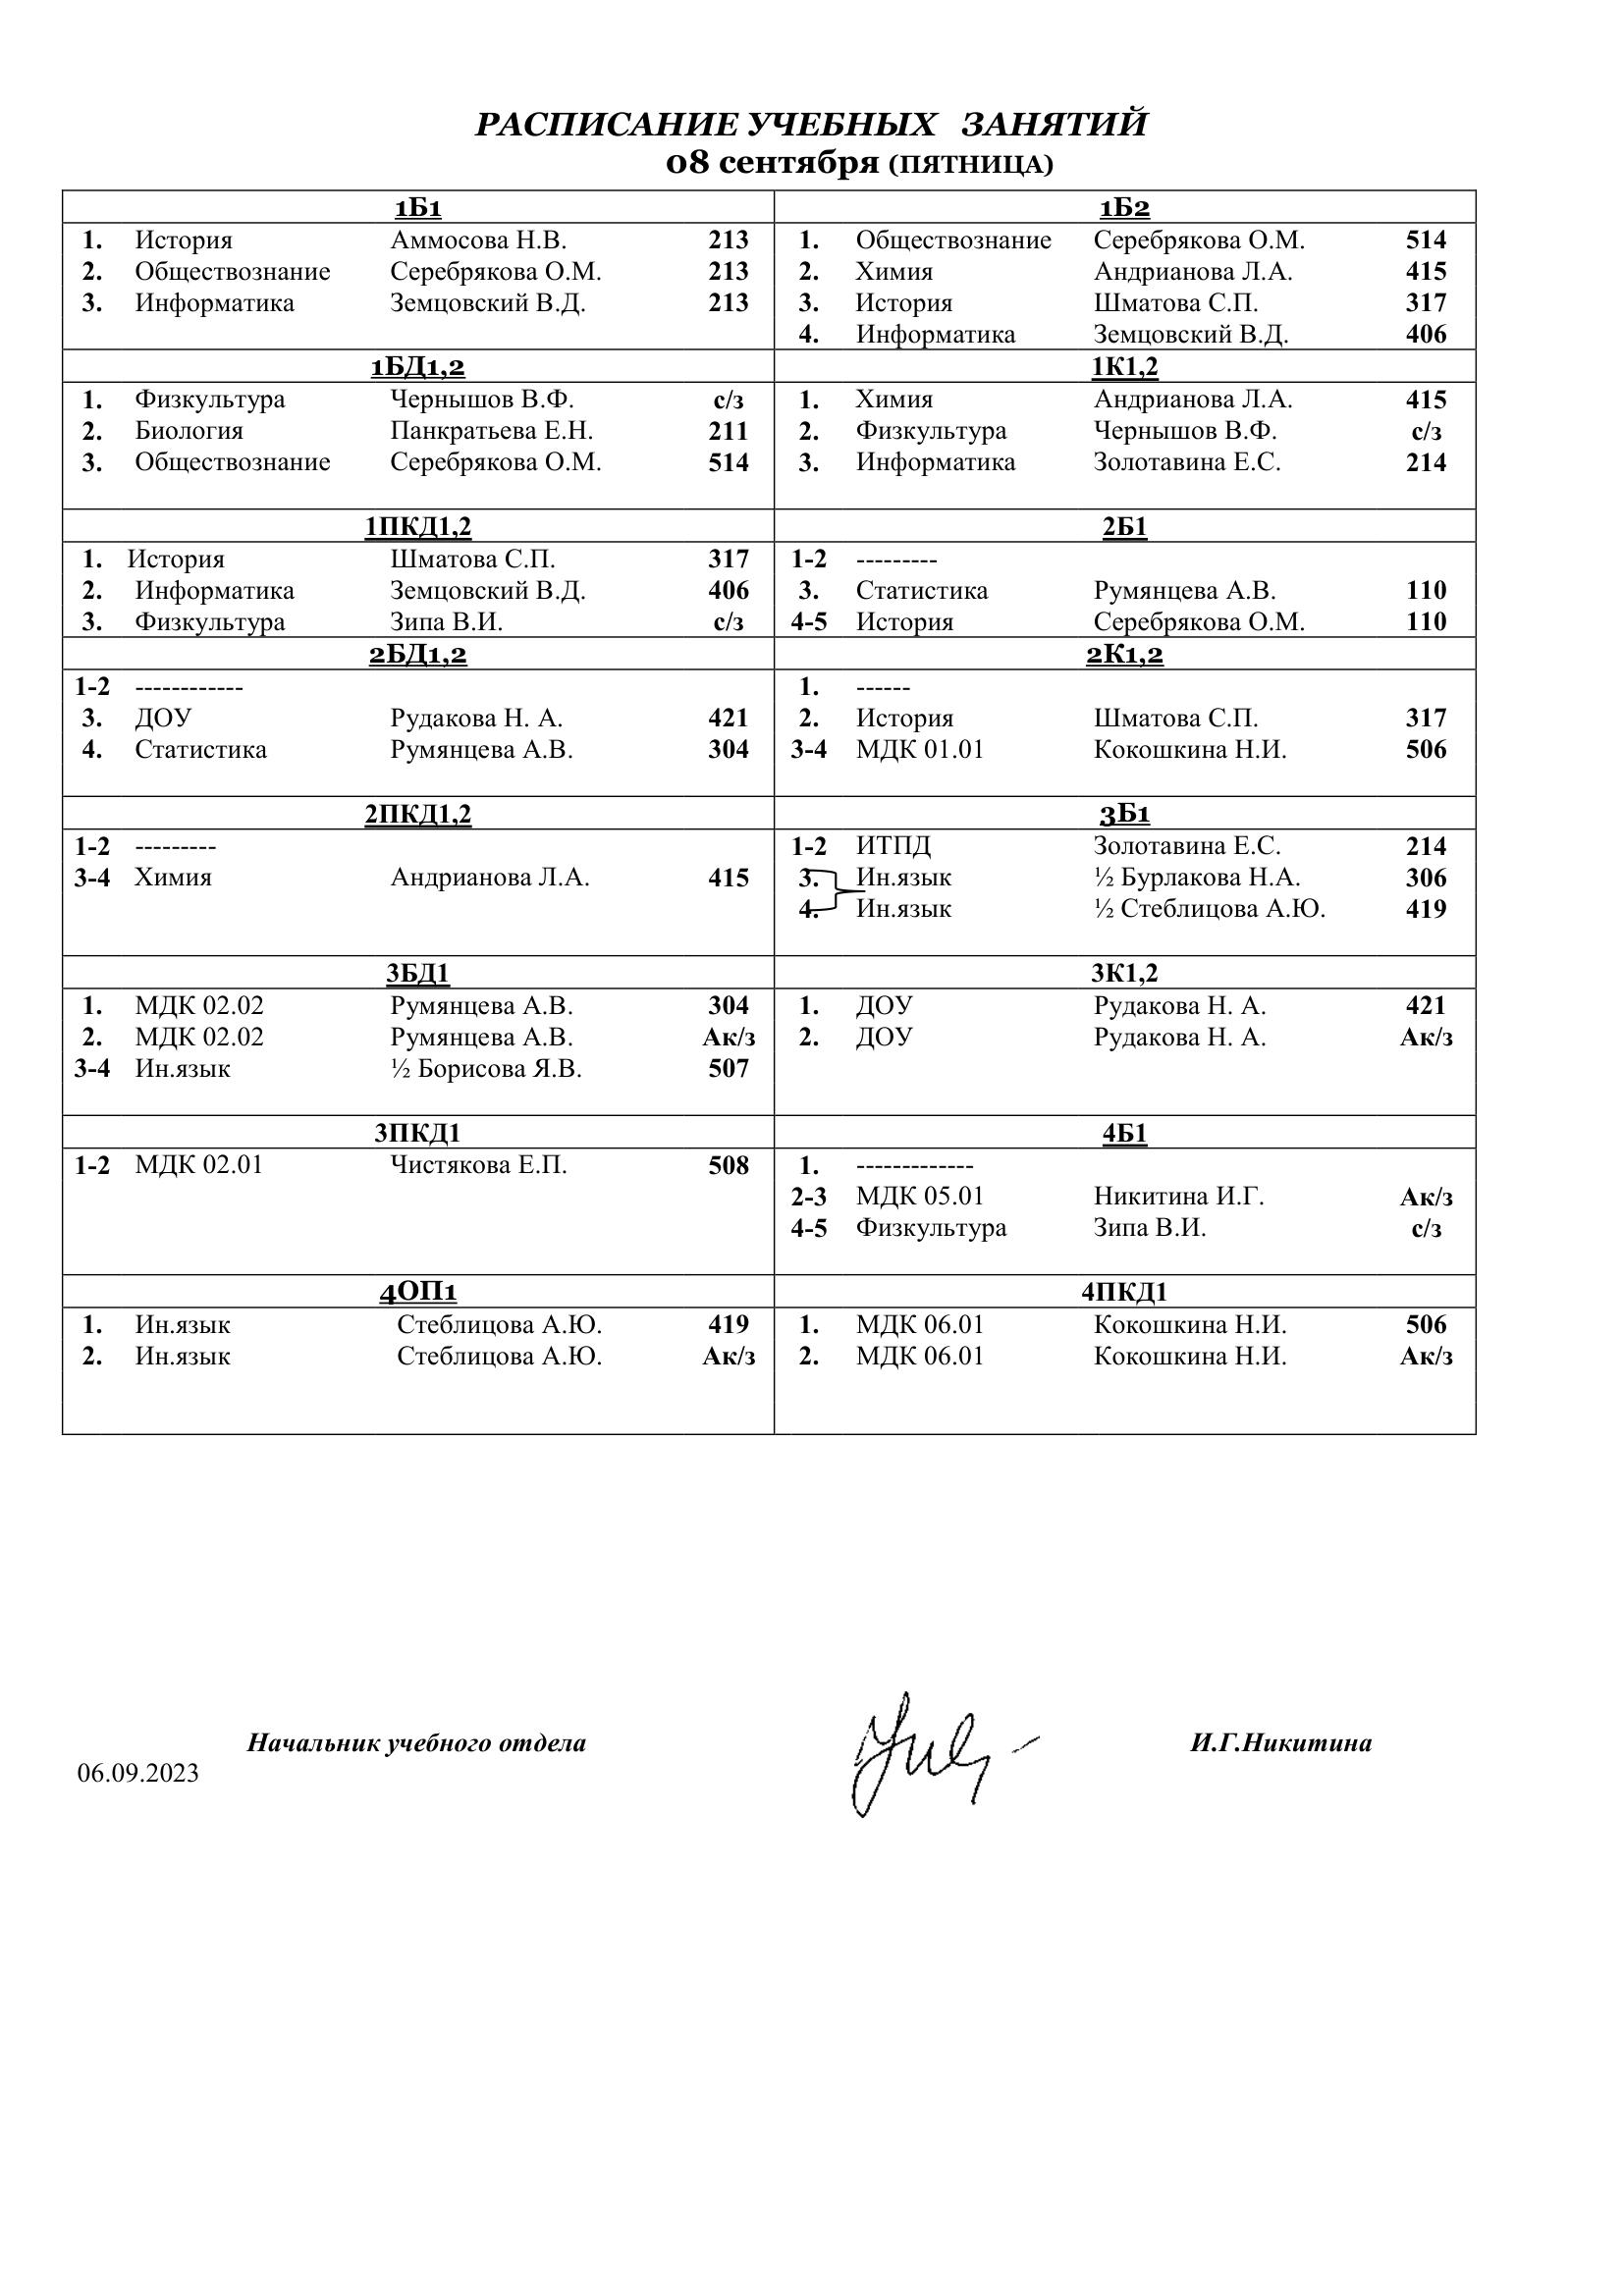 РАСПИСАНИЕ УЧЕБНЫХ ЗАНЯТИЙ
08 сентября (ПЯТНИЦА)
1Б1
1. История Аммосова Н.В. 213
2. Обществознание Серебрякова О.М. 213
3. Информатика Земцовский В.Д. 213
1Б2
1. Обществознание Серебрякова О.М. 514
2. Химия Андрианова Л.А. 415
3. История Шматова С.П. 317
4. Информатика Земцовский В.Д. 406
1БД1,2
1. Физкультура Чернышов В.Ф. с/з
2. Биология Панкратьева Е.Н. 211
3. Обществознание Серебрякова О.М. 514
1К1,2
1. Химия Андрианова Л.А. 415
2. Физкультура Чернышов В.Ф. с/з
3. Информатика Золотавина Е.С. 214
1ПКД1,2
1. История Шматова С.П. 317
2. Информатика Земцовский В.Д. 406
3. Физкультура Зипа В.И. с/з
2Б1
1-2 ---------
3. Статистика Румянцева А.В. 110
4-5 История Серебрякова О.М. 110
2БД1,2
1-2 ------------
3. ДОУ Рудакова Н. А. 421
4. Статистика Румянцева А.В. 304
2К1,2
1. ------
2. История Шматова С.П. 317
3-4 МДК 01.01 Кокошкина Н.И. 506
2ПКД1,2
1-2 ---------
3-4 Химия Андрианова Л.А. 415
3Б1
1-2 ИТПД Золотавина Е.С. 214
3. Ин.язык ½ Бурлакова Н.А. 306
4. Ин.язык ½ Стеблицова А.Ю. 419
3БД1
1. МДК 02.02 Румянцева А.В. 304
2. МДК 02.02 Румянцева А.В. Ак/з
3-4 Ин.язык ½ Борисова Я.В. 507
3К1,2
1. ДОУ Рудакова Н. А. 421
2. ДОУ Рудакова Н. А. Ак/з
3ПКД1
1-2 МДК 02.01 Чистякова Е.П. 508
4Б1
1. -------------
2-3 МДК 05.01 Никитина И.Г. Ак/з
4-5 Физкультура Зипа В.И. с/з
4ОП1
1. Ин.язык Стеблицова А.Ю. 419
2. Ин.язык Стеблицова А.Ю. Ак/з
4ПКД1
1. МДК 06.01 Кокошкина Н.И. 506
2. МДК 06.01 Кокошкина Н.И. Ак/з
Начальник учебного отдела И.Г.Никитина
06.09.2023